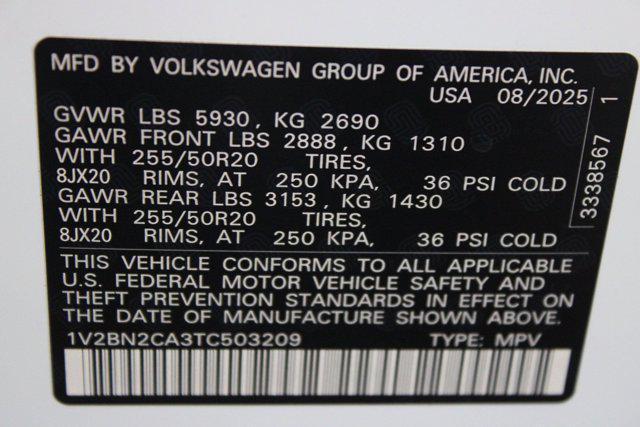 MFD BY VOLKSWAGEN GROUP OF AMERICA, INC.
USA 08/2025
GVWR LBS 5930, KG 2690
GAWR FRONT LBS 2888, KG 1310
WITH 255/50R20 TIRES,
8JX20 RIMS, AT 250 KPA, 36 PSI COLD
GAWR REAR LBS 3153, KG 1430
WITH 255/50R20 TIRES,
8JX20 RIMS, AT 250 KPA, 36 PSI COLD
THIS VEHICLE CONFORMS TO ALL APPLICABLE
U.S. FEDERAL MOTOR VEHICLE SAFETY AND
THEFT PREVENTION STANDARDS IN EFFECT ON
THE DATE OF MANUFACTURE SHOWN ABOVE.
1V2BN2CA3TC503209 TYPE: MPV
3338567 1